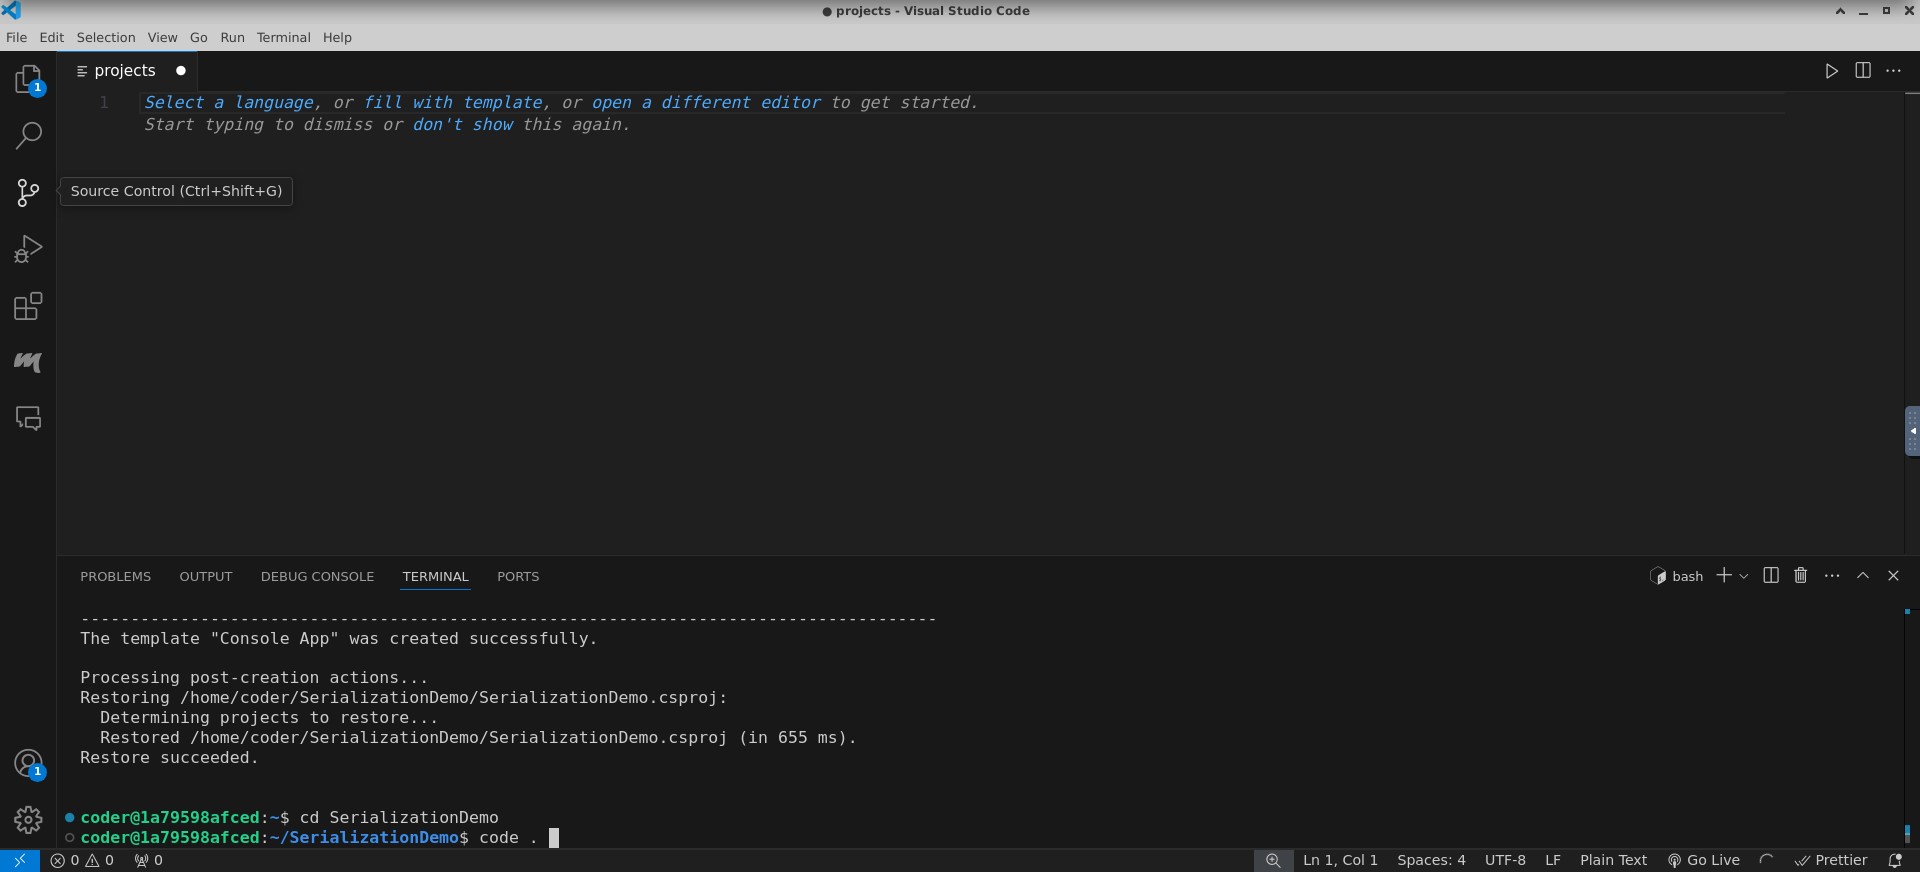 ● projects - Visual Studio Code
File Edit Selection View Go Run Terminal Help
1
projects ●
1 Select a language, or fill with template, or open a different editor to get started.
Start typing to dismiss or don't show this again.
Source Control (Ctrl+Shift+G)
PROBLEMS OUTPUT DEBUG CONSOLE TERMINAL PORTS
bash
--------------------------------------------------------------------------------------
The template "Console App" was created successfully.
Processing post-creation actions...
Restoring /home/coder/SerializationDemo/SerializationDemo.csproj:
Determining projects to restore...
Restored /home/coder/SerializationDemo/SerializationDemo.csproj (in 655 ms).
Restore succeeded.
1
coder@1a79598afced:~$ cd SerializationDemo
coder@1a79598afced:~/SerializationDemo$ code .
0 0 0 Ln 1, Col 1 Spaces: 4 UTF-8 LF Plain Text Go Live Prettier